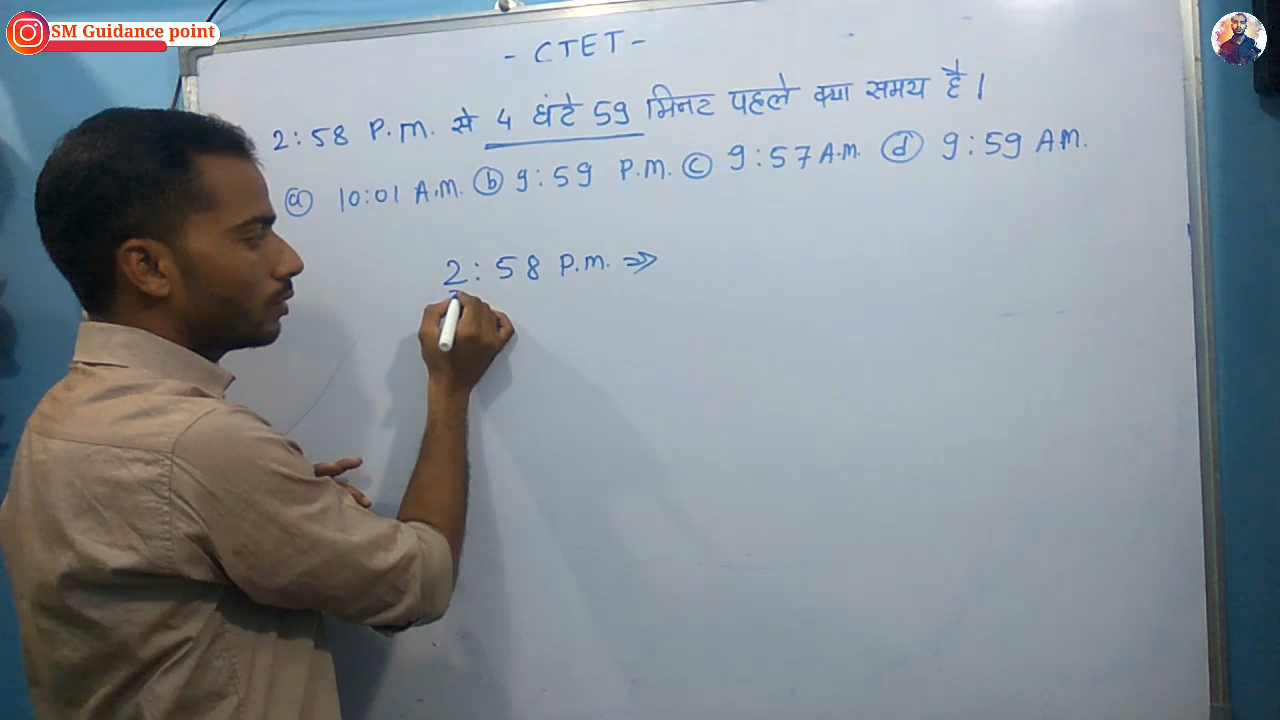 SM Guidance point
- CTET -
2:58 P.m. से 4 घंटे 59 मिनट पहले क्या समय है।
(a) 10:01 A.M. (b) 9:59 P.M. (c) 9:57 A.M. (d) 9:59 AM.
2:58 P.m. ⇒